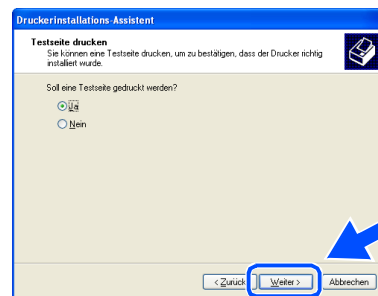 Druckerinstallations-Assistent
Testseite drucken
Sie können eine Testseite drucken, um zu bestätigen, dass der Drucker richtig
installiert wurde.
Soll eine Testseite gedruckt werden?
Ja
Nein
< Zurück
Weiter >
Abbrechen